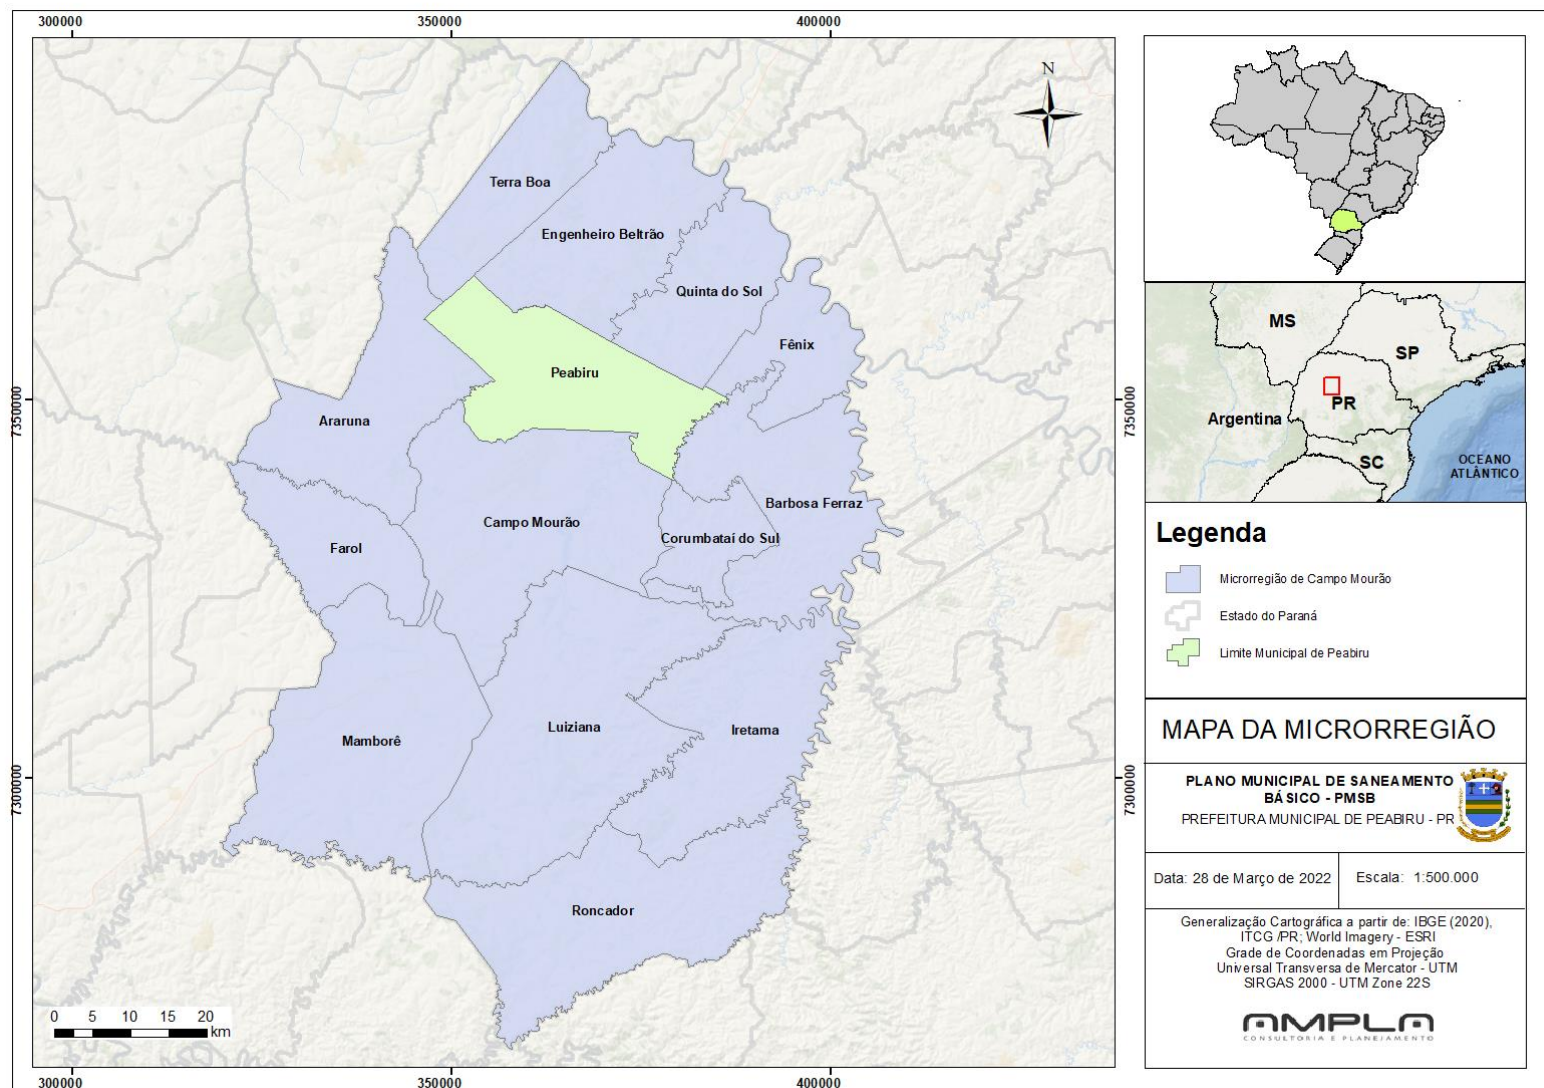 300000
350000
400000
N
Terra Boa
Engenheiro Beltrão
Quinta do Sol
Fênix
Peabiru
7350000
7350000
Araruna
Barbosa Ferraz
Campo Mourão
Corumbataí do Sul
Farol
Luiziana
Iretama
Mamborê
7300000
7300000
Roncador
0 5 10 15 20
km
300000
350000
400000
MS
SP
PR
Argentina
SC
OCEANO
ATLÂNTICO
Legenda
Microrregião de Campo Mourão
Estado do Paraná
Limite Municipal de Peabiru
MAPA DA MICRORREGIÃO
PLANO MUNICIPAL DE SANEAMENTO
BÁSICO - PMSB
PREFEITURA MUNICIPAL DE PEABIRU - PR
Data: 28 de Março de 2022
Escala: 1:500.000
Generalização Cartográfica a partir de: IBGE (2020),
ITCG /PR; World Imagery - ESRI
Grade de Coordenadas em Projeção
Universal Transversa de Mercator - UTM
SIRGAS 2000 - UTM Zone 22S
AMPLA
CONSULTORIA E PLANEJAMENTO